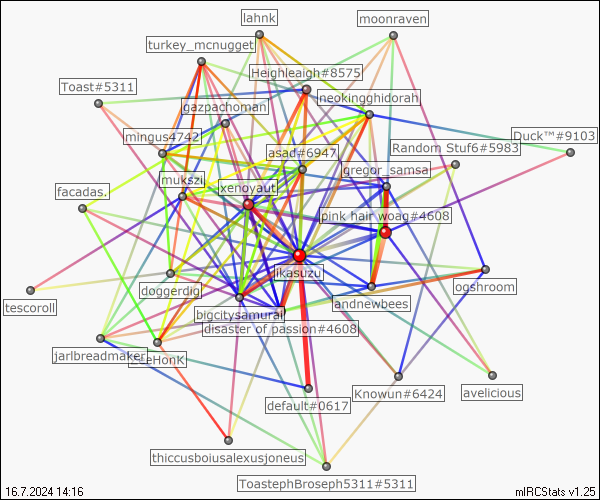 lahnk
moonraven
turkey_mcnugget
Heighleaigh#8575
Toast#5311
neokingghidorah
gazpachoman
mingus4742
Duck™#9103
Random Stuf6#5983
asad#6947
gregor_samsa
mukszi
xenoyaut
facadas.
pink hair woag#4608
ikasuzu
tescoroll
doggerdig
ogshroom
andnewbees
bigcitysamurai
disaster of passion#4608
jarlbreadmaker
HonK
Knowun#6424
avelicious
default#0617
thiccusboiusalexusjoneus
ToastephBroseph5311#5311
16.7.2024 14:16
mIRCStats v1.25